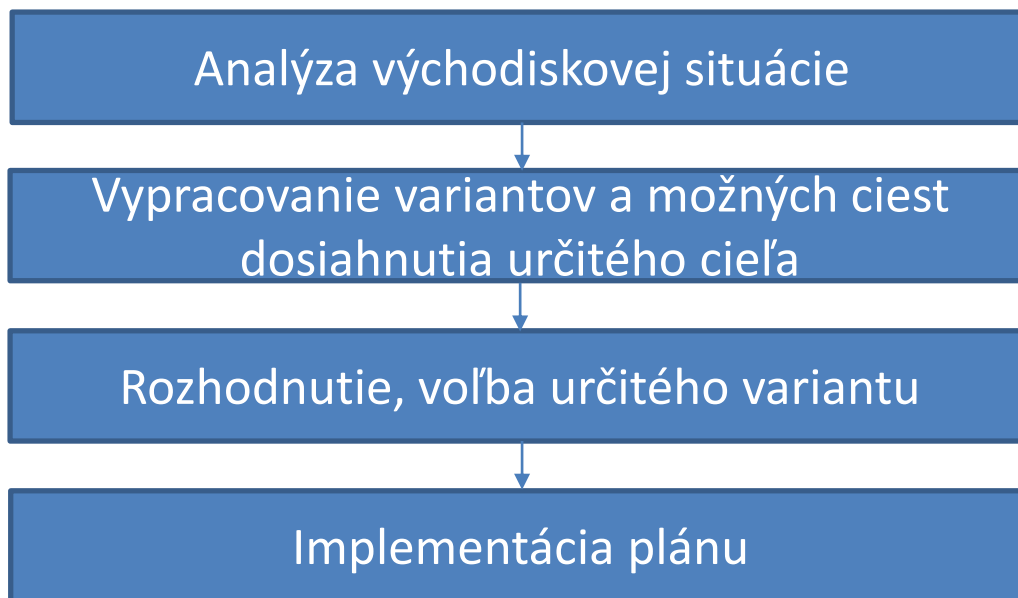 Analýza východiskovej situácie
Vypracovanie variantov a možných ciest
dosiahnutia určitého cieľa
Rozhodnutie, voľba určitého variantu
Implementácia plánu